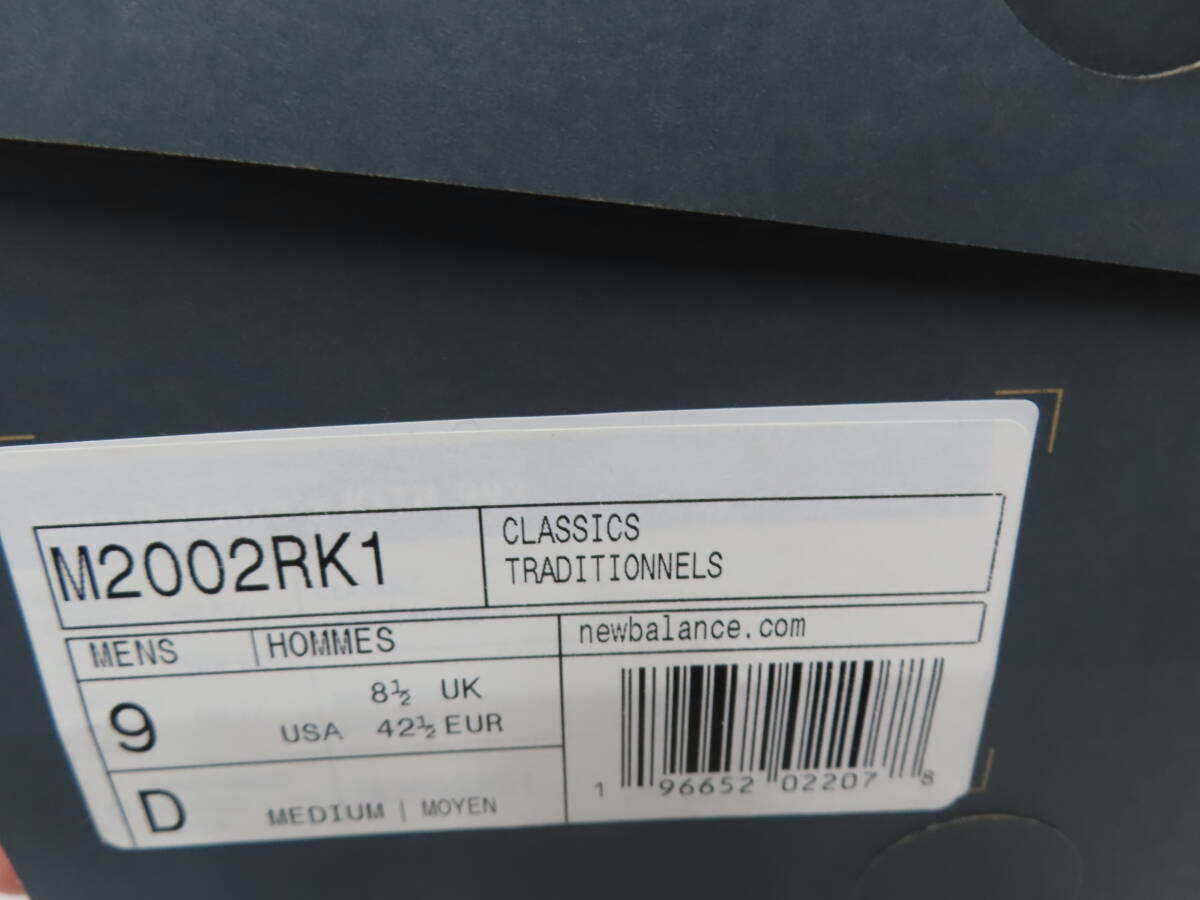 M2002RK1
CLASSICS
TRADITIONNELS
MENS | HOMMES
newbalance.com
9
8½ UK
USA 42½ EUR
D
MEDIUM | MOYEN
1 96652 02207 8